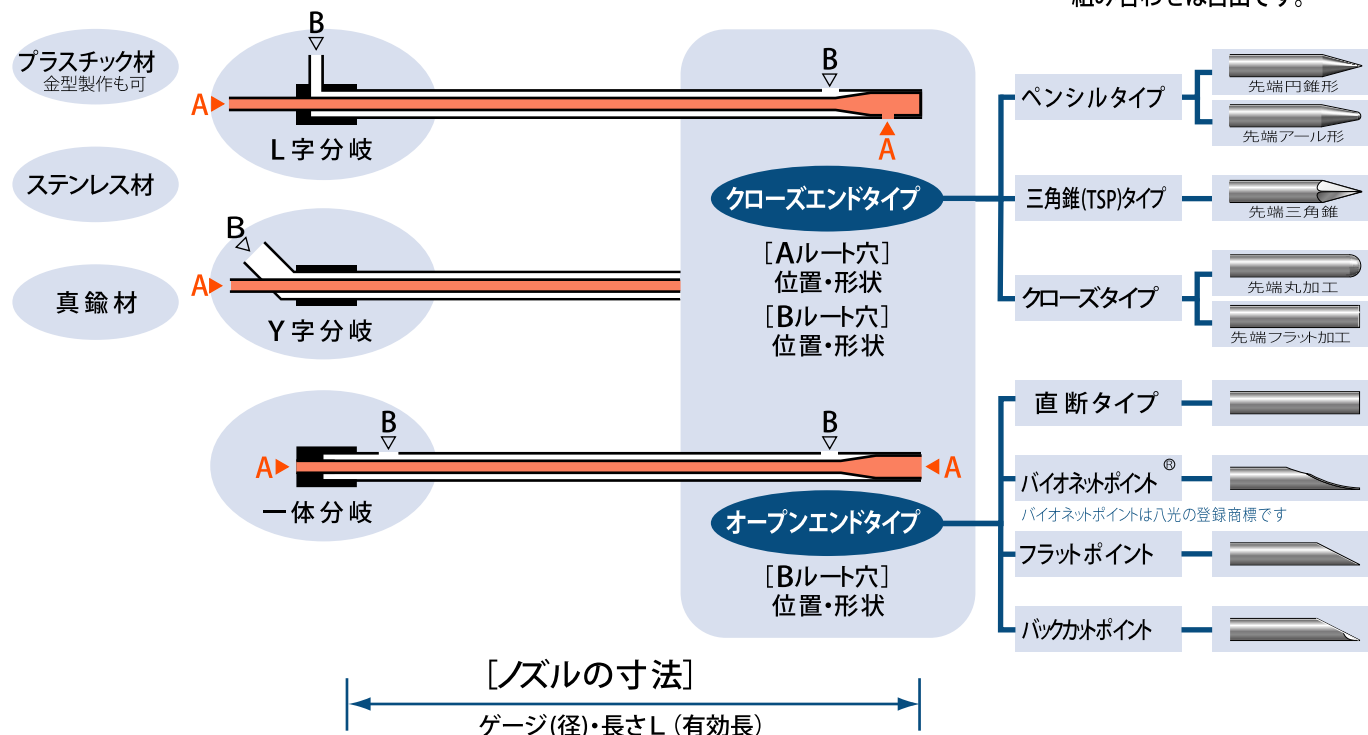 組み合わせは自由です。
プラスチック材
金型製作も可
ステンレス材
真鍮材
B
A
L字分岐
B
A
Y字分岐
B
A
一体分岐
B
A
クローズエンドタイプ
[Aルート穴]
位置・形状
[Bルート穴]
位置・形状
B
A
オープンエンドタイプ
[Bルート穴]
位置・形状
ペンシルタイプ
先端円錐形
先端アール形
三角錐(TSP)タイプ
先端三角錐
クローズタイプ
先端丸加工
先端フラット加工
直断タイプ
バイオネットポイント®
バイオネットポイントは八光の登録商標です
フラットポイント
バックカットポイント
[ノズルの寸法]
ゲージ(径)・長さL(有効長)